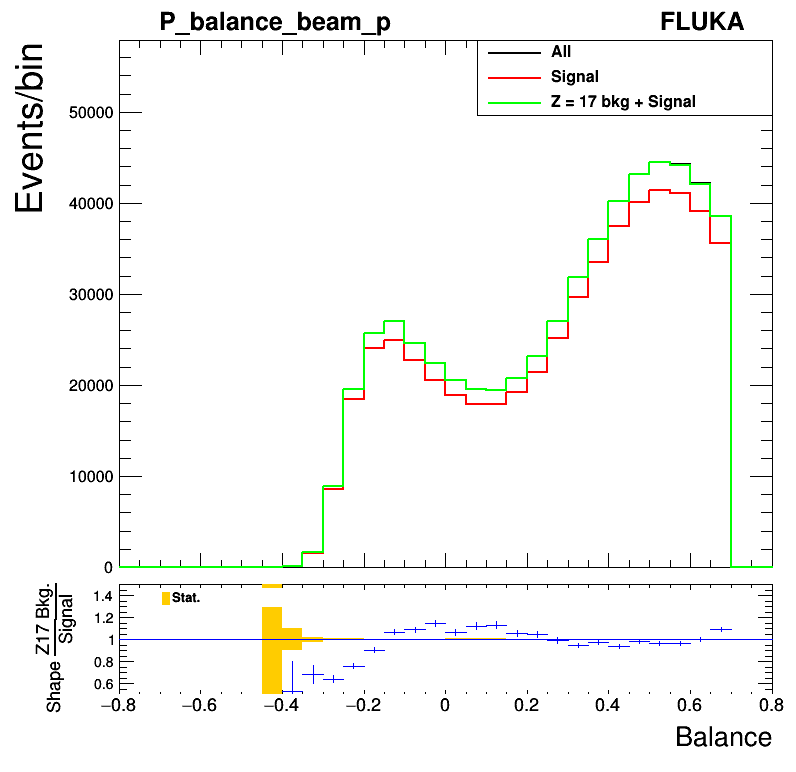 P_balance_beam_p
FLUKA
Events/bin
All
Signal
Z = 17 bkg + Signal
50000
40000
30000
20000
10000
0
Shape Z17 Bkg. Signal
Stat.
1.4
1.2
1
0.8
0.6
−0.8 −0.6 −0.4 −0.2 0 0.2 0.4 0.6 0.8
Balance